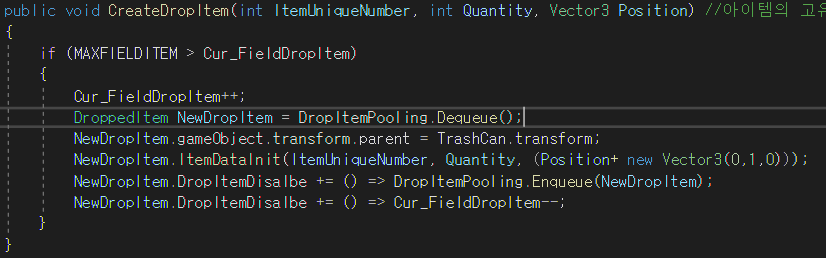 public void CreateDropItem(int ItemUniqueNumber, int Quantity, Vector3 Position) //아이템의 고유
{
if (MAXFIELDITEM > Cur_FieldDropItem)
{
Cur_FieldDropItem++;
DroppedItem NewDropItem = DropItemPooling.Dequeue();
NewDropItem.gameObject.transform.parent = TrashCan.transform;
NewDropItem.ItemDataInit(ItemUniqueNumber, Quantity, (Position+ new Vector3(0,1,0)));
NewDropItem.DropItemDisalbe += () => DropItemPooling.Enqueue(NewDropItem);
NewDropItem.DropItemDisalbe += () => Cur_FieldDropItem--;
}
}